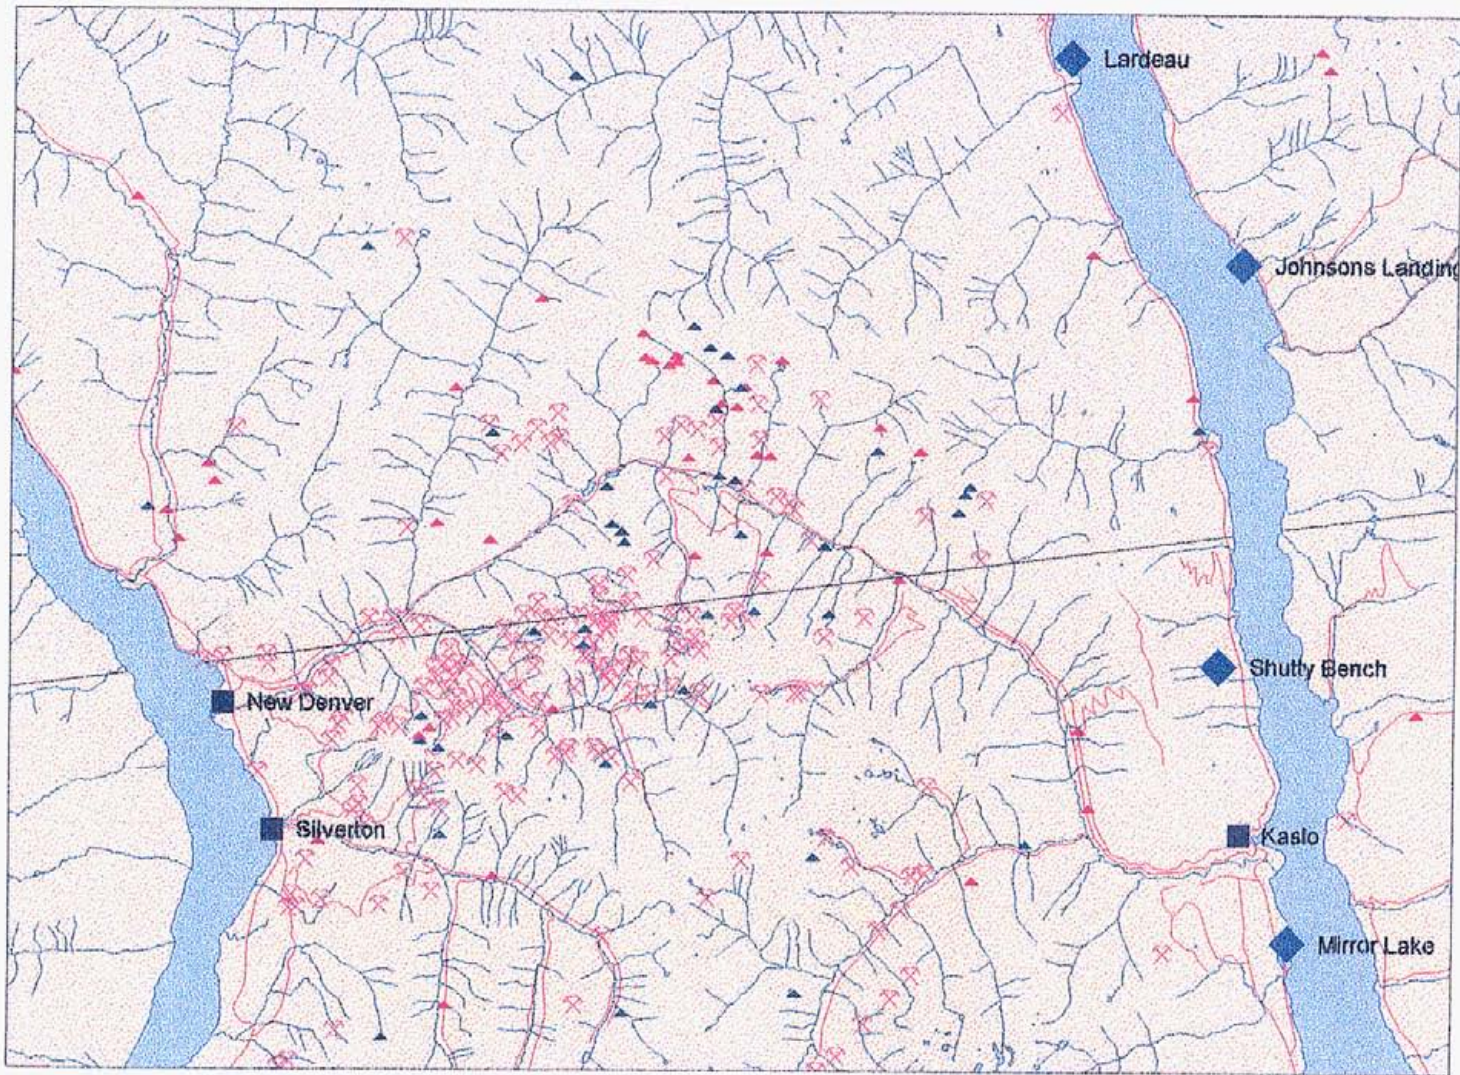 Lardeau
Johnsons Landing
Shutty Bench
New Denver
Silverton
Kaslo
Mirror Lake